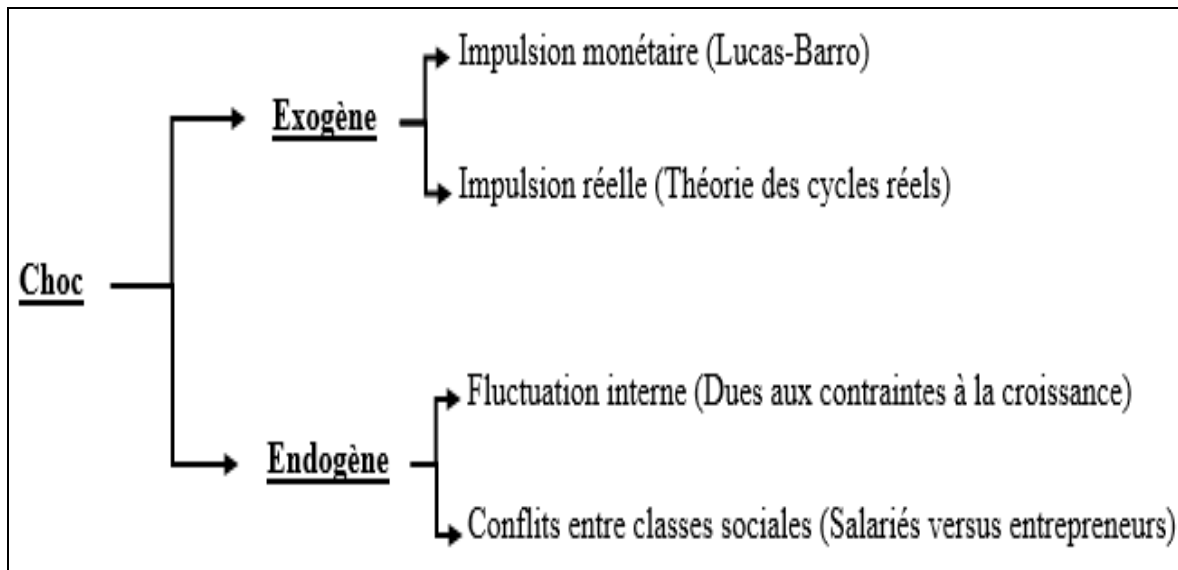 Impulsion monétaire (Lucas-Barro)
Exogène
Impulsion réelle (Théorie des cycles réels)
Choc
Fluctuation interne (Dues aux contraintes à la croissance)
Endogène
Conflits entre classes sociales (Salariés versus entrepreneurs)